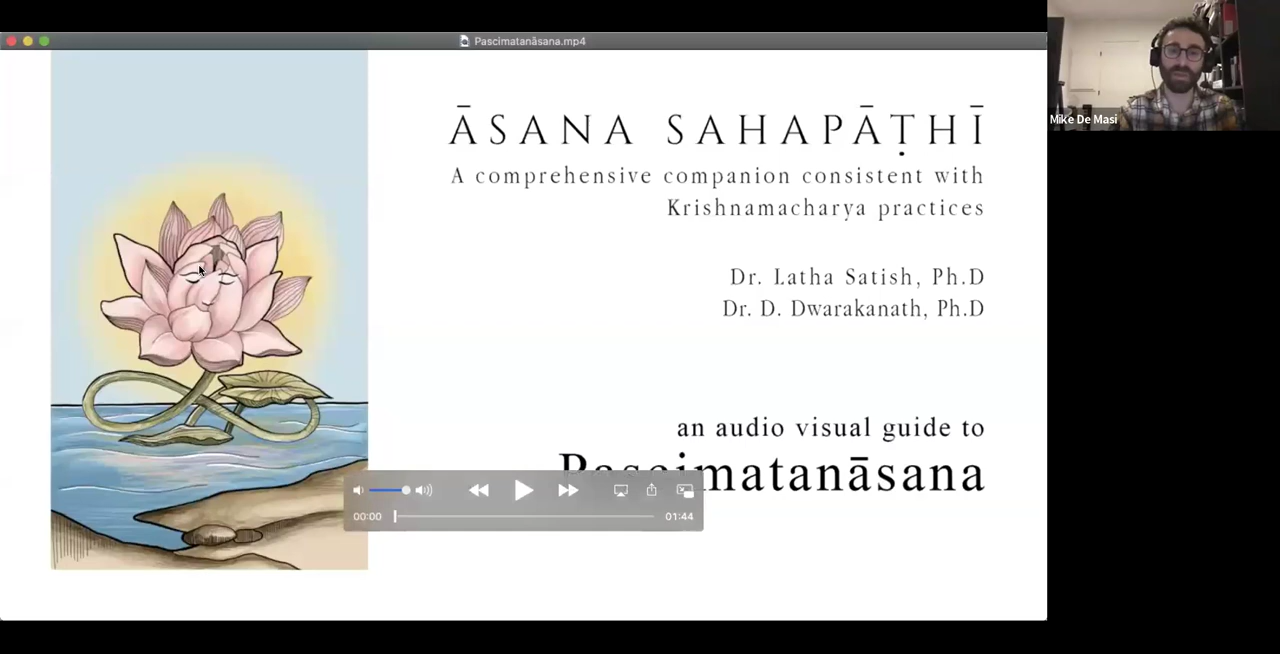 Pascimatanāsana.mp4
ĀSANA SAHAPĀṬHĪ
A comprehensive companion consistent with
Krishnamacharya practices
Dr. Latha Satish, Ph.D
Dr. D. Dwarakanath, Ph.D
an audio visual guide to
Pascimatanāsana
00:00
01:44
Mike De Masi